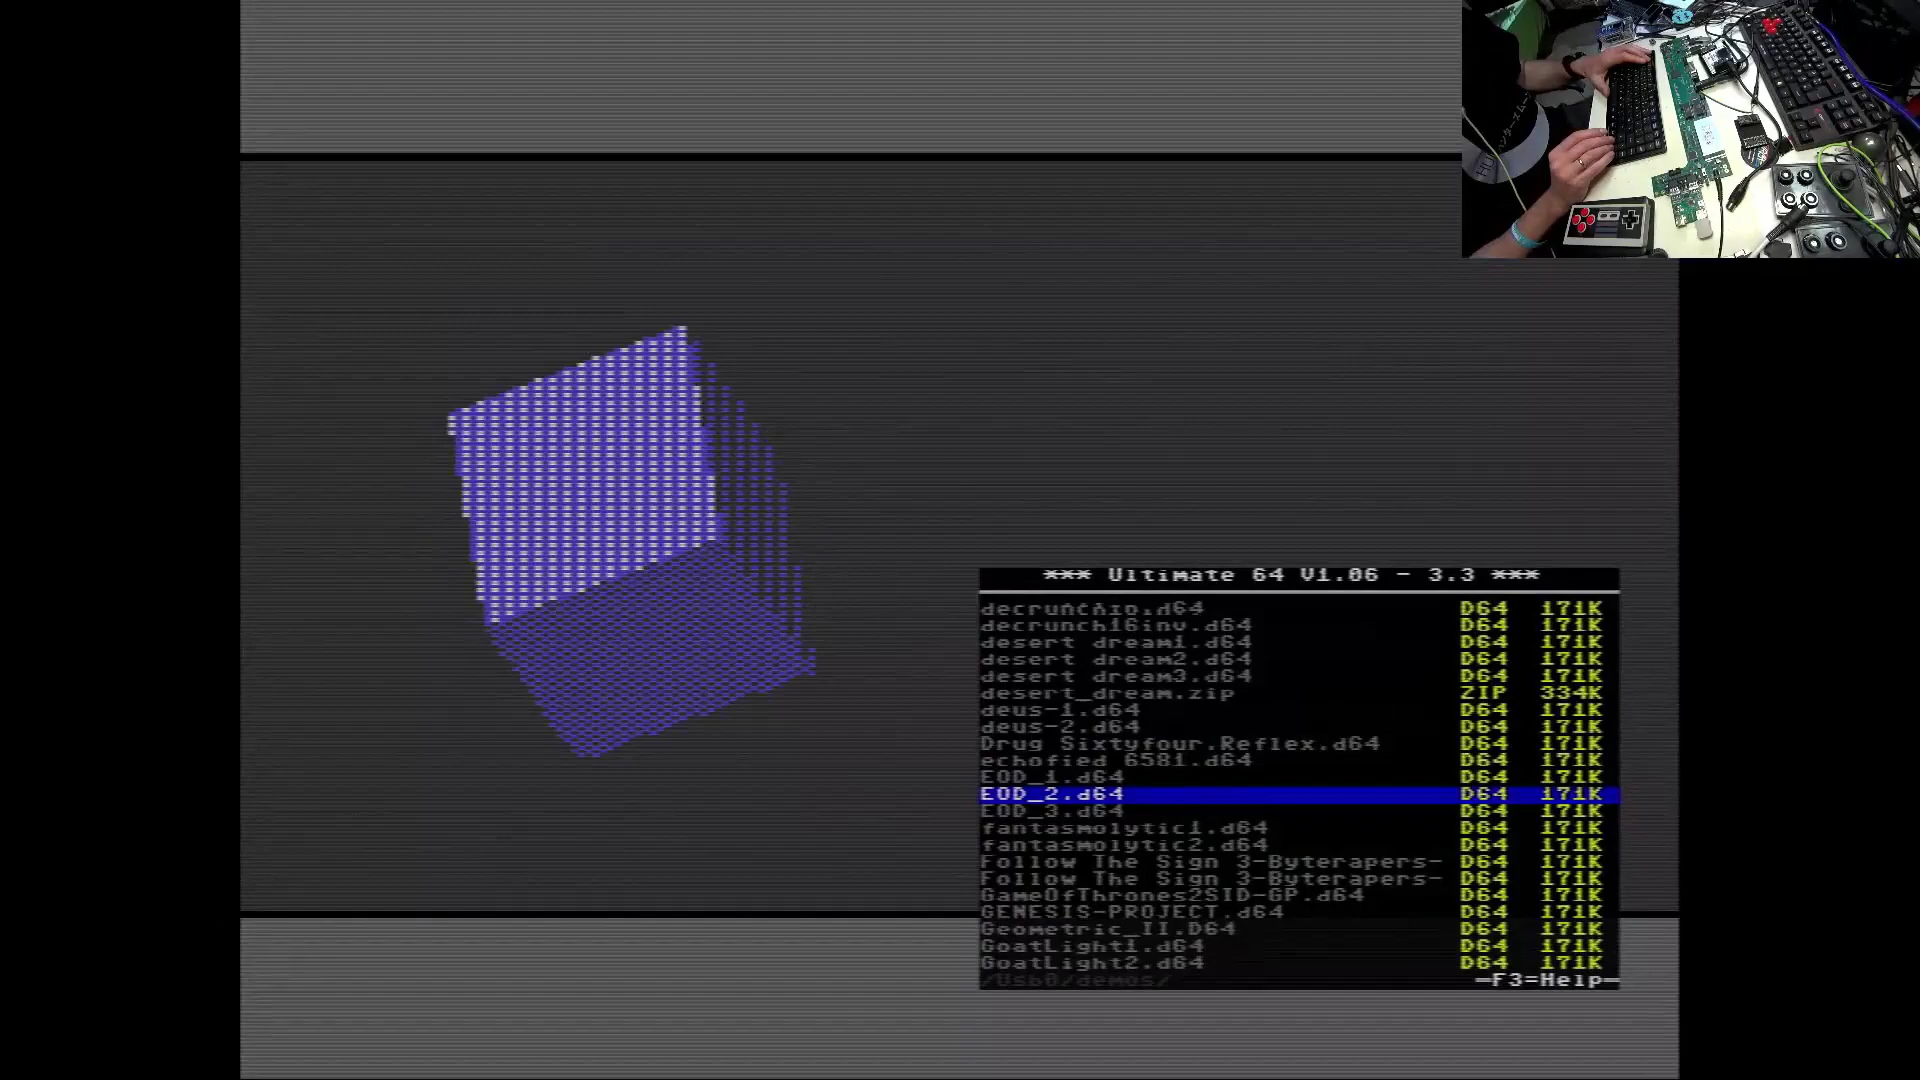 *** Ultimate 64 V1.06 - 3.3 ***
decrunch16.d64 D64 171K
decrunch16inv.d64 D64 171K
desert dream1.d64 D64 171K
desert dream2.d64 D64 171K
desert dream3.d64 D64 171K
desert_dream.zip ZIP 334K
deus-1.d64 D64 171K
deus-2.d64 D64 171K
Drug Sixtyfour.Reflex.d64 D64 171K
echofied 6581.d64 D64 171K
EOD_1.d64 D64 171K
EOD_2.d64 D64 171K
EOD_3.d64 D64 171K
fantasmolytic1.d64 D64 171K
fantasmolytic2.d64 D64 171K
Follow The Sign 3-Byterapers- D64 171K
Follow The Sign 3-Byterapers- D64 171K
GameOfThrones2SID-GP.d64 D64 171K
GENESIS-PROJECT.d64 D64 171K
Geometric_II.D64 D64 171K
GoatLight1.d64 D64 171K
GoatLight2.d64 D64 171K
/Usb0/demos/ -F3=Help-